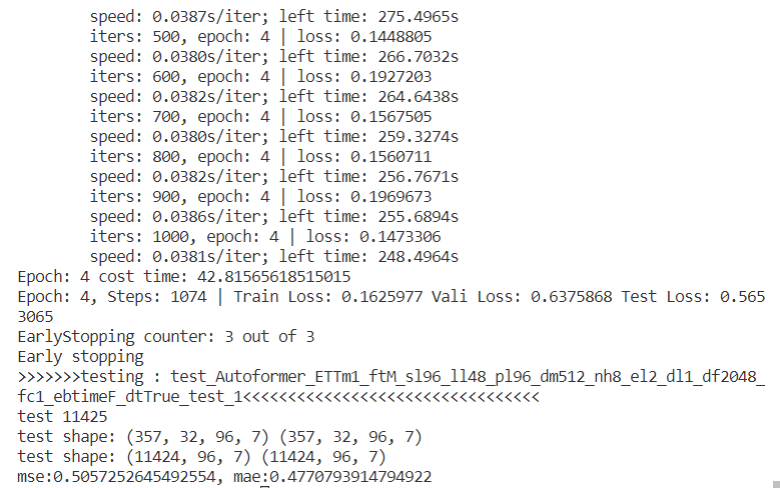 speed: 0.0387s/iter; left time: 275.4965s
iters: 500, epoch: 4 | loss: 0.1448805
speed: 0.0380s/iter; left time: 266.7032s
iters: 600, epoch: 4 | loss: 0.1927203
speed: 0.0382s/iter; left time: 264.6438s
iters: 700, epoch: 4 | loss: 0.1567505
speed: 0.0380s/iter; left time: 259.3274s
iters: 800, epoch: 4 | loss: 0.1560711
speed: 0.0382s/iter; left time: 256.7671s
iters: 900, epoch: 4 | loss: 0.1969673
speed: 0.0386s/iter; left time: 255.6894s
iters: 1000, epoch: 4 | loss: 0.1473306
speed: 0.0381s/iter; left time: 248.4964s
Epoch: 4 cost time: 42.81565618515015
Epoch: 4, Steps: 1074 | Train Loss: 0.1625977 Vali Loss: 0.6375868 Test Loss: 0.565
3065
EarlyStopping counter: 3 out of 3
Early stopping
>>>>>>>testing : test_Autoformer_ETTm1_ftM_sl96_ll48_pl96_dm512_nh8_el2_dl1_df2048_
fc1_ebtimeF_dtTrue_test_1<<<<<<<<<<<<<<<<<<<<<<<<<<<<<<<<<
test 11425
test shape: (357, 32, 96, 7) (357, 32, 96, 7)
test shape: (11424, 96, 7) (11424, 96, 7)
mse:0.5057252645492554, mae:0.4770793914794922